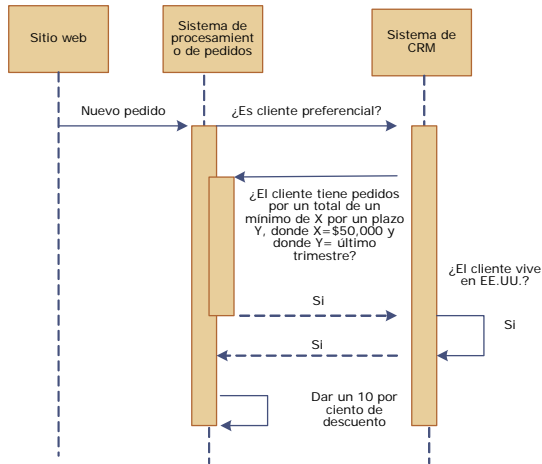 Sitio web
Sistema de
procesamient
o de pedidos
Sistema de
CRM
Nuevo pedido
¿Es cliente preferencial?
¿El cliente tiene pedidos
por un total de un
mínimo de X por un plazo
Y, donde X=$50,000 y
donde Y= último
trimestre?
¿El cliente vive
en EE.UU.?
Si
Si
Si
Dar un 10 por
ciento de
descuento